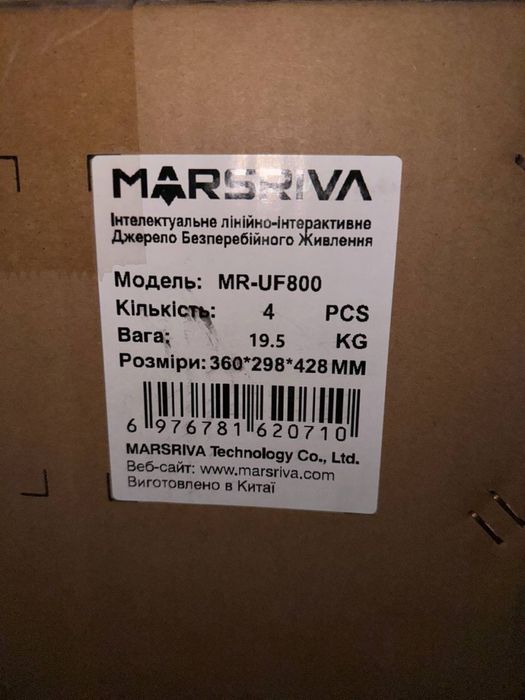 MARSRIVA
Інтелектуальне лінійно-інтерактивне
Джерело Безперебійного Живлення
Модель: MR-UF800
Кількість: 4 PCS
Вага: 19.5 KG
Розміри: 360*298*428 MM
6 976781 620710
MARSRIVA Technology Co., Ltd.
Веб-сайт: www.marsriva.com
Виготовлено в Китаї